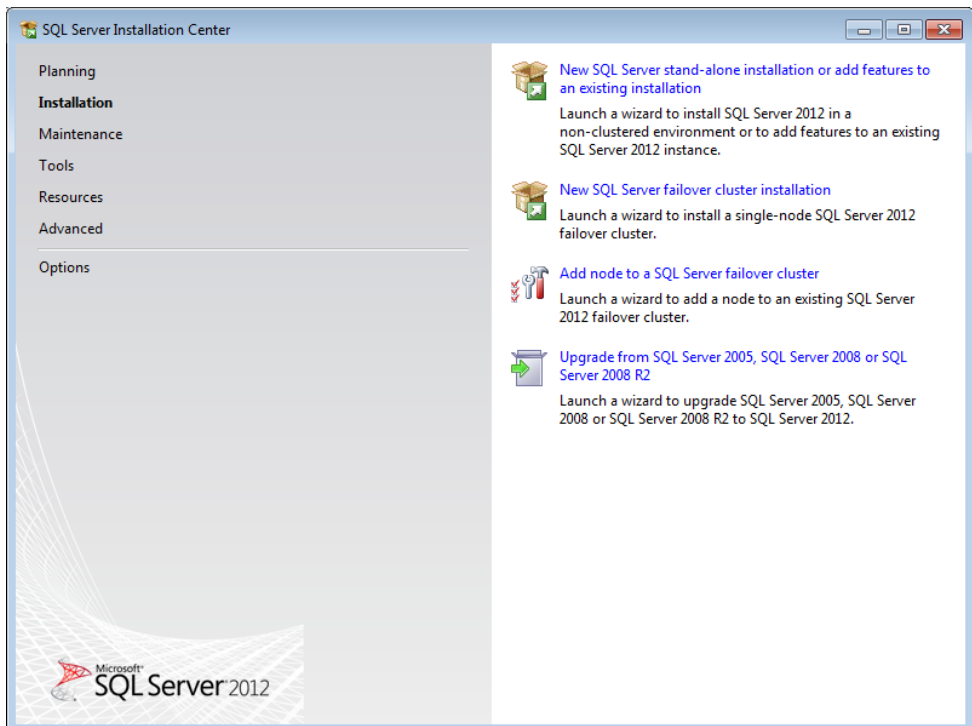 SQL Server Installation Center
Planning
Installation
Maintenance
Tools
Resources
Advanced
Options
New SQL Server stand-alone installation or add features to
an existing installation
Launch a wizard to install SQL Server 2012 in a
non-clustered environment or to add features to an existing
SQL Server 2012 instance.
New SQL Server failover cluster installation
Launch a wizard to install a single-node SQL Server 2012
failover cluster.
Add node to a SQL Server failover cluster
Launch a wizard to add a node to an existing SQL Server
2012 failover cluster.
Upgrade from SQL Server 2005, SQL Server 2008 or SQL
Server 2008 R2
Launch a wizard to upgrade SQL Server 2005, SQL Server
2008 or SQL Server 2008 R2 to SQL Server 2012.
Microsoft®
SQL Server 2012